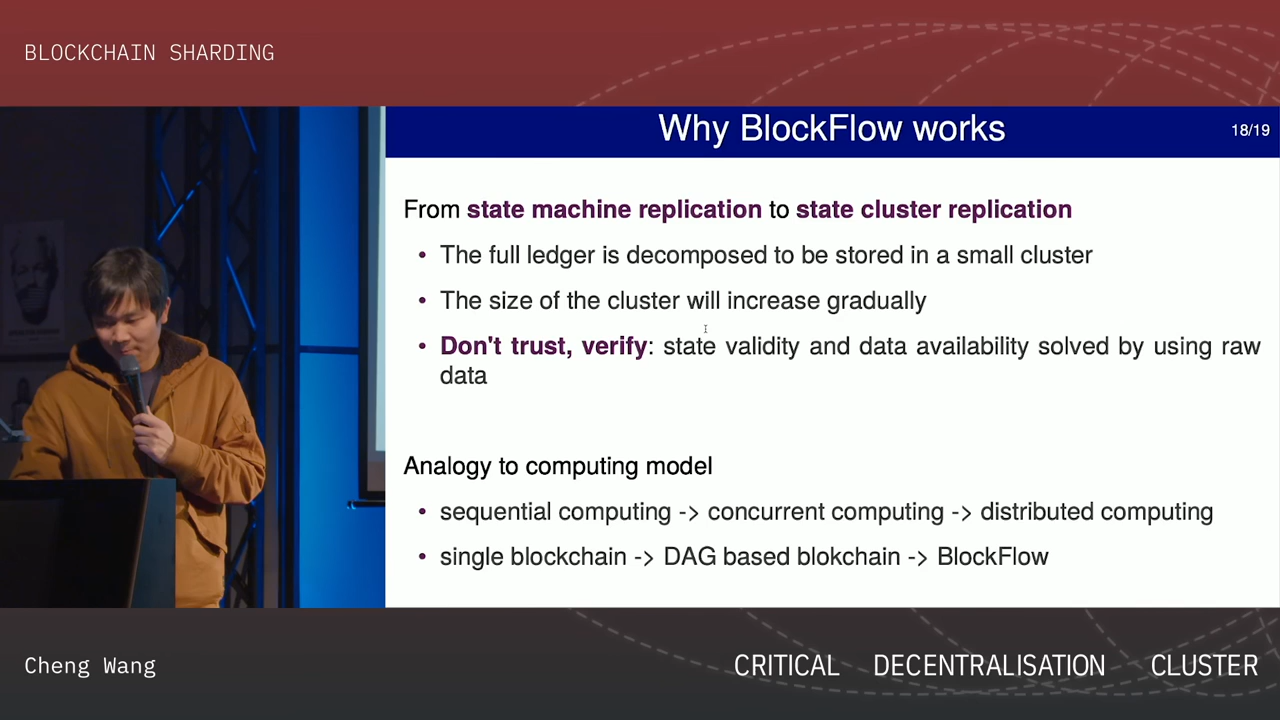 BLOCKCHAIN SHARDING
Why BlockFlow works
18/19
From state machine replication to state cluster replication
• The full ledger is decomposed to be stored in a small cluster
• The size of the cluster will increase gradually
• Don't trust, verify: state validity and data availability solved by using raw
data
Analogy to computing model
• sequential computing -> concurrent computing -> distributed computing
• single blockchain -> DAG based blokchain -> BlockFlow
Cheng Wang
CRITICAL DECENTRALISATION CLUSTER